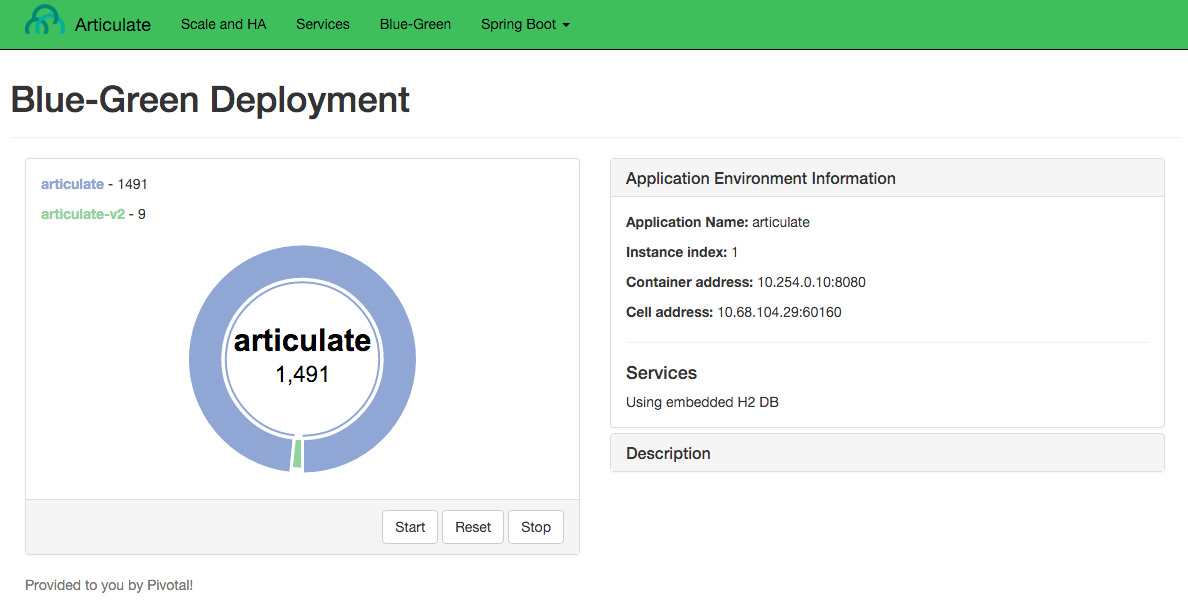 Articulate Scale and HA Services Blue-Green Spring Boot
Blue-Green Deployment
articulate - 1491
articulate-v2 - 9
articulate
1,491
Start Reset Stop
Application Environment Information
Application Name: articulate
Instance index: 1
Container address: 10.254.0.10:8080
Cell address: 10.68.104.29:60160
Services
Using embedded H2 DB
Description
Provided to you by Pivotal!